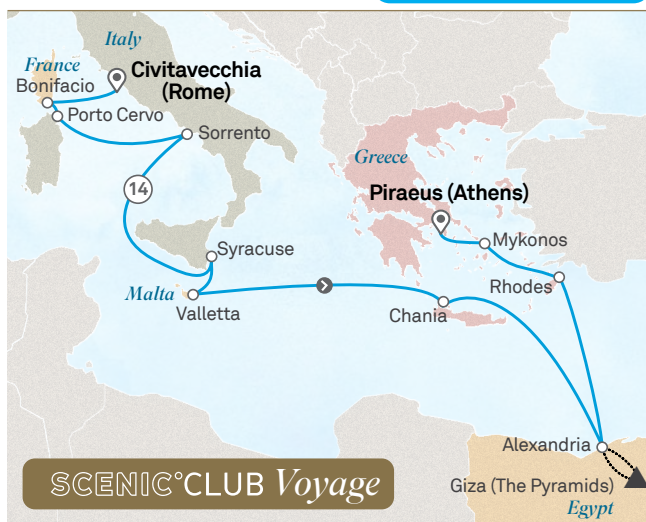 Italy
France
Civitavecchia
(Rome)
Bonifacio
Porto Cervo
Sorrento
Greece
14
Piraeus (Athens)
Mykonos
Syracuse
Rhodes
Malta
Valletta
Chania
Alexandria
SCENIC°CLUB Voyage
Giza (The Pyramids)
Egypt